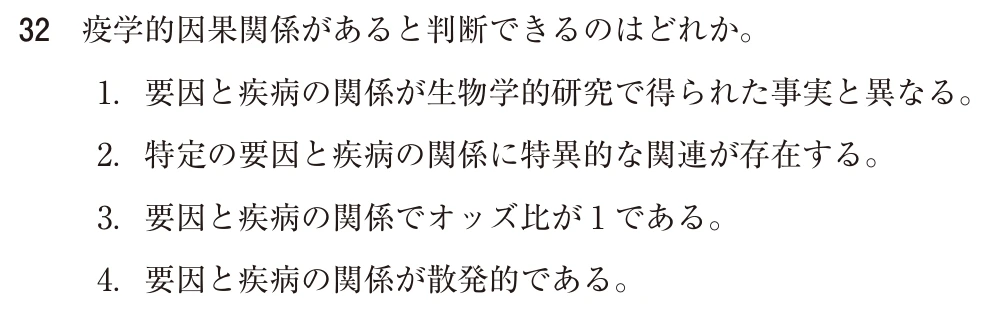 32 疫学的因果関係があると判断できるのはどれか。
1. 要因と疾病の関係が生物学的研究で得られた事実と異なる。
2. 特定の要因と疾病の関係に特異的な関連が存在する。
3. 要因と疾病の関係でオッズ比が1である。
4. 要因と疾病の関係が散発的である。